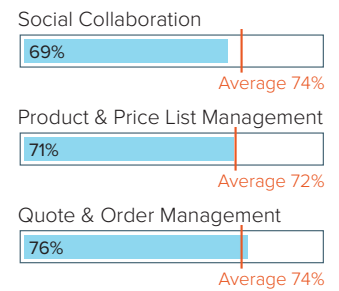 Social Collaboration
69%
Average 74%
Product & Price List Management
71%
Average 72%
Quote & Order Management
76%
Average 74%